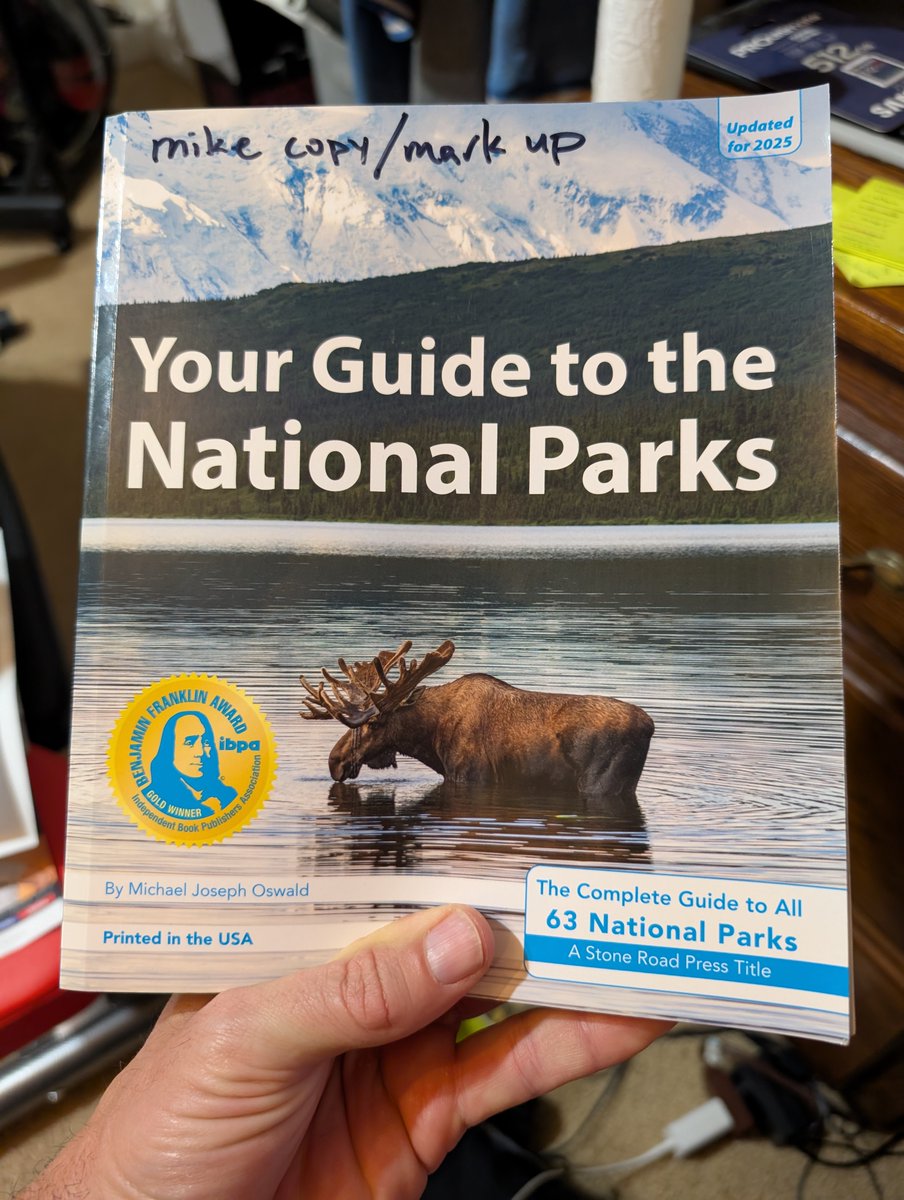 mike copy/mark up
Updated
for 2025
Your Guide to the
National Parks
BENJAMIN FRANKLIN AWARD
ibpa
GOLD WINNER
Independent Book Publishers Association
By Michael Joseph Oswald
Printed in the USA
The Complete Guide to All
63 National Parks
A Stone Road Press Title
512